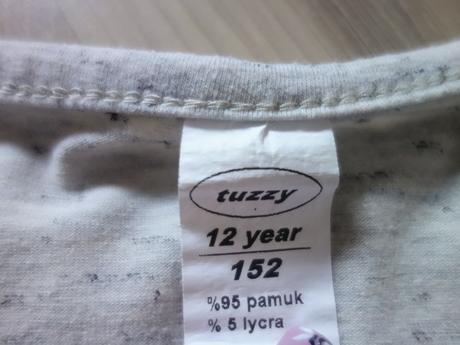 tuzzy
12 year
152
%95 pamuk
% 5 lycra